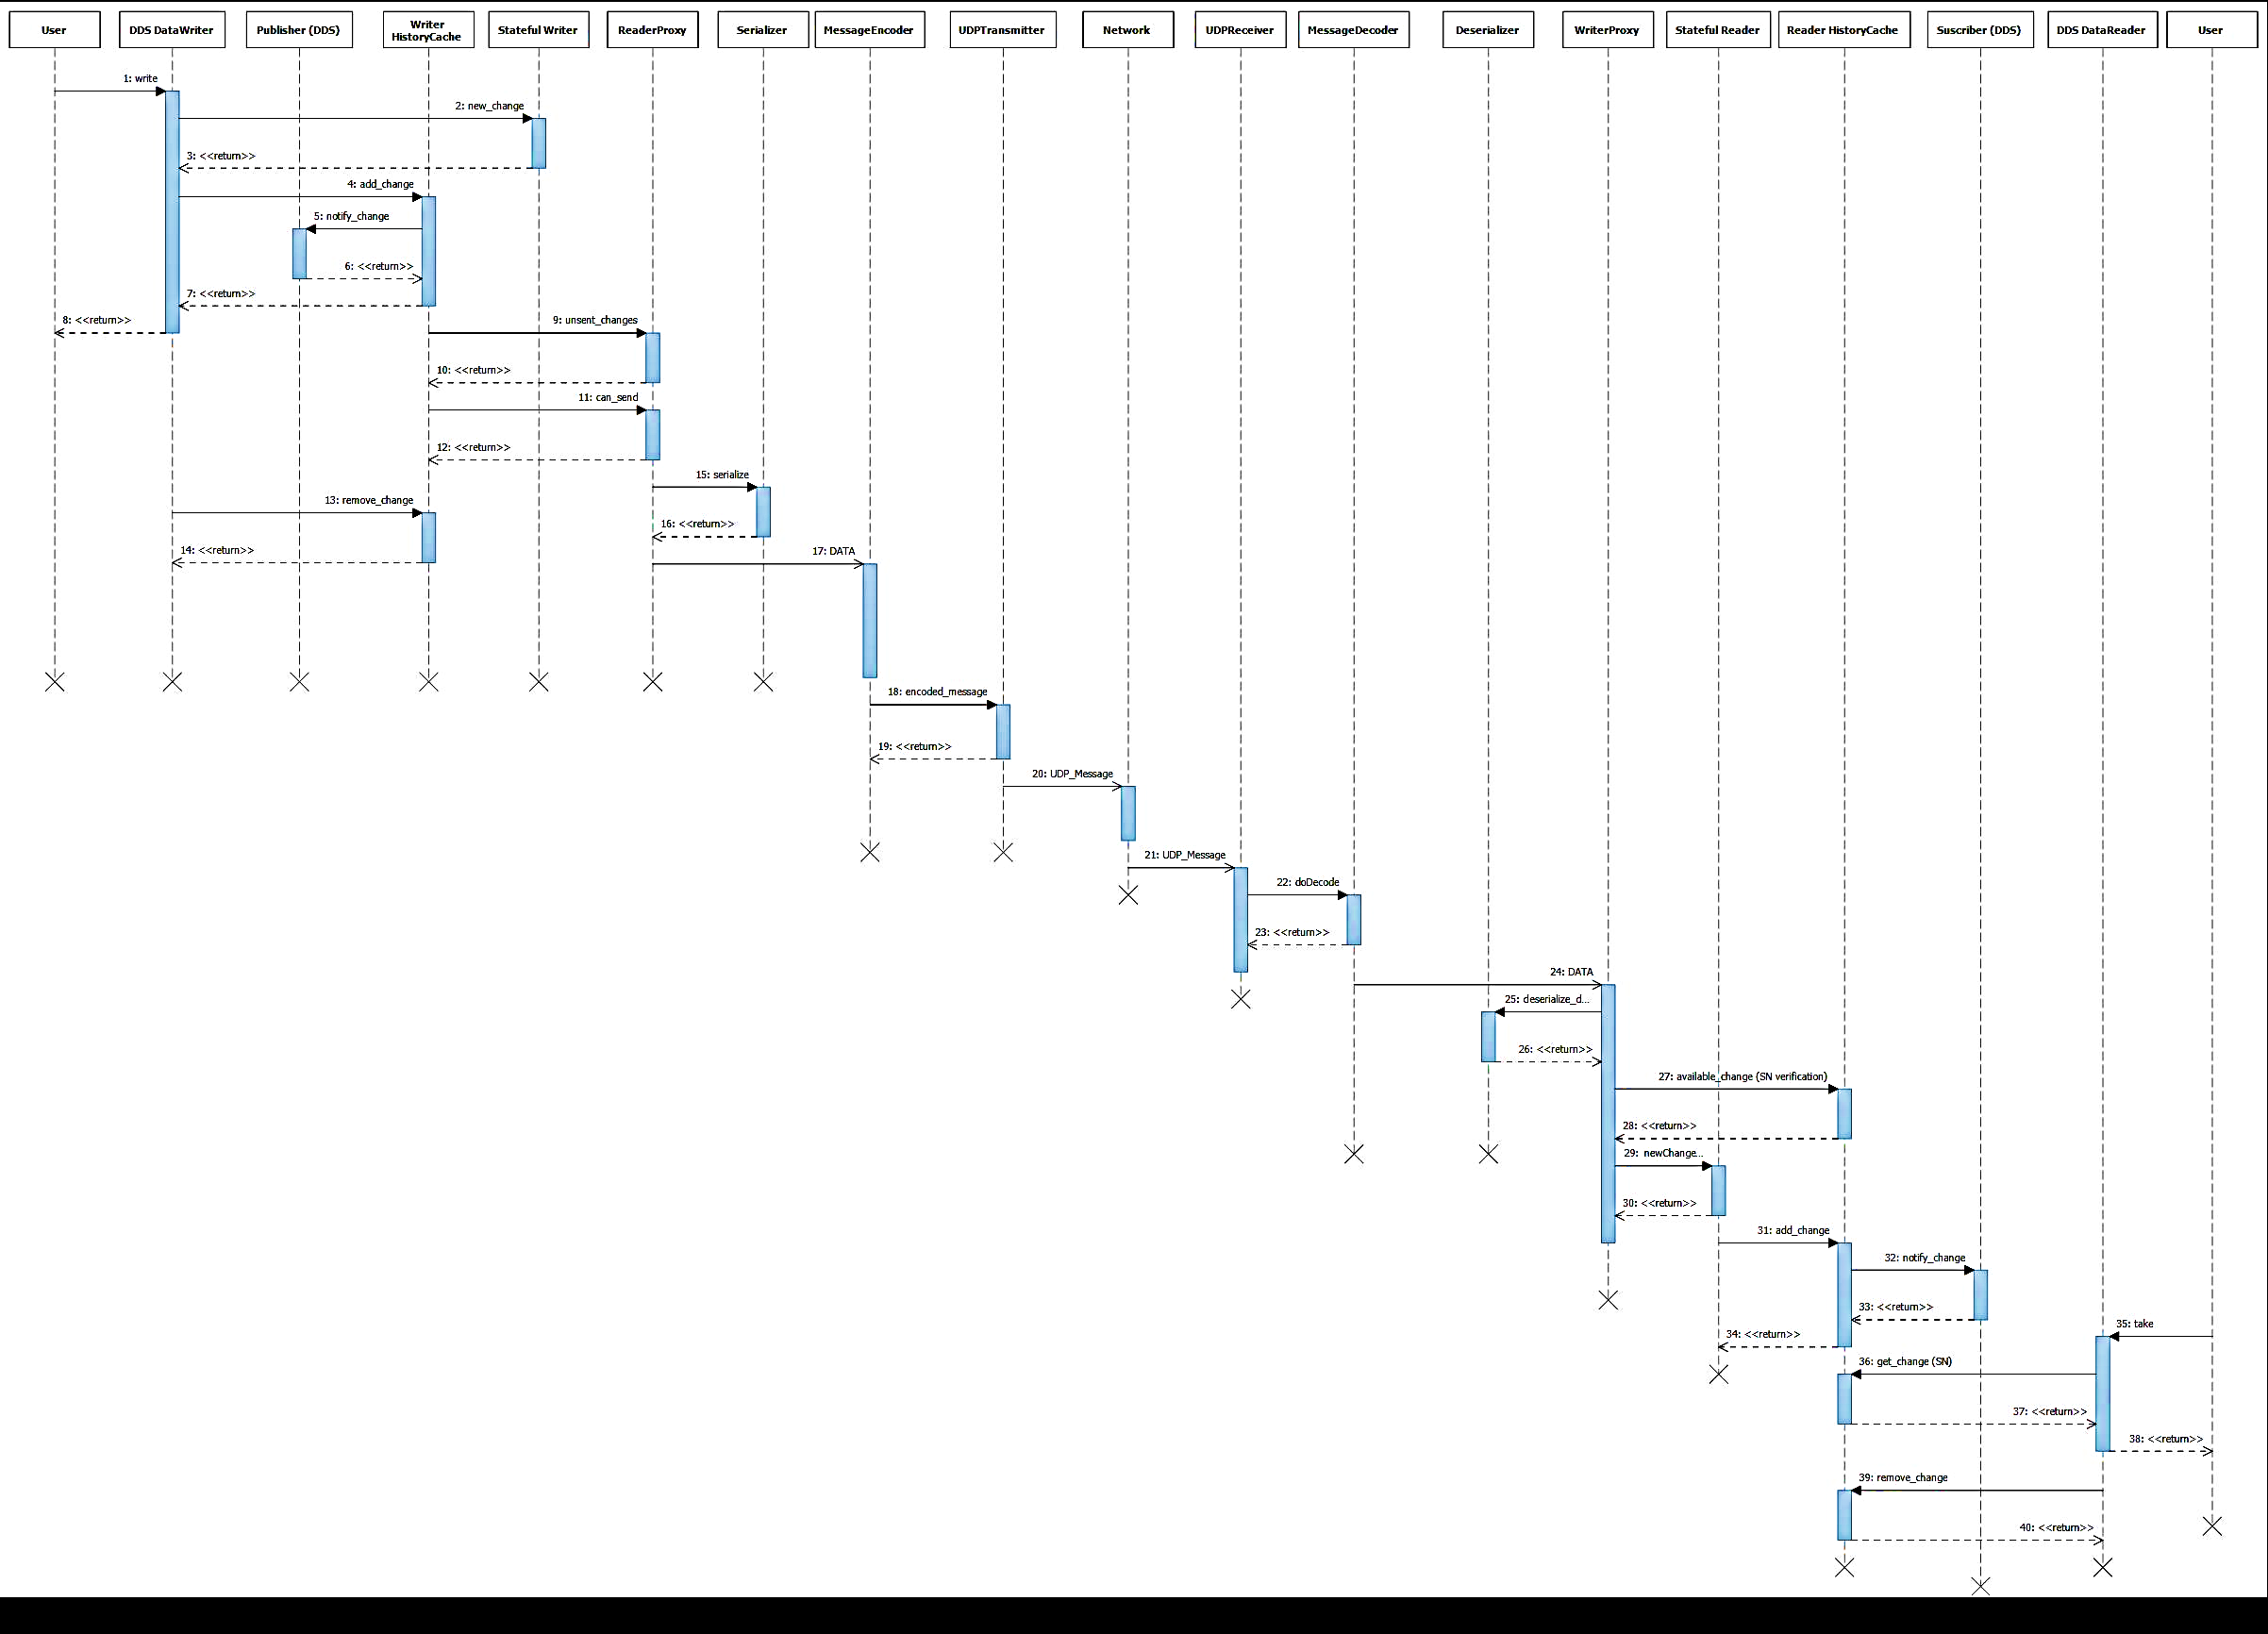 User
DDS DataWriter
Publisher (DDS)
Writer
HistoryCache
Stateful Writer
ReaderProxy
Serializer
MessageEncoder
UDPTransmitter
Network
UDPReceiver
MessageDecoder
Deserializer
WriterProxy
Stateful Reader
Reader HistoryCache
Suscriber (DDS)
DDS DataReader
User
1: write
2: new_change
3: <<return>>
4: add_change
5: notify_change
6: <<return>>
7: <<return>>
8: <<return>>
9: unsent_changes
10: <<return>>
11: can_send
12: <<return>>
15: serialize
13: remove_change
16: <<return>>
14: <<return>>
17: DATA
18: encoded_message
19: <<return>>
20: UDP_Message
21: UDP_Message
22: doDecode
23: <<return>>
24: DATA
25: deserialize_d...
26: <<return>>
27: available_change (SN verification)
28: <<return>>
29: newChange...
30: <<return>>
31: add_change
32: notify_change
33: <<return>>
34: <<return>>
35: take
36: get_change (SN)
37: <<return>>
38: <<return>>
39: remove_change
40: <<return>>